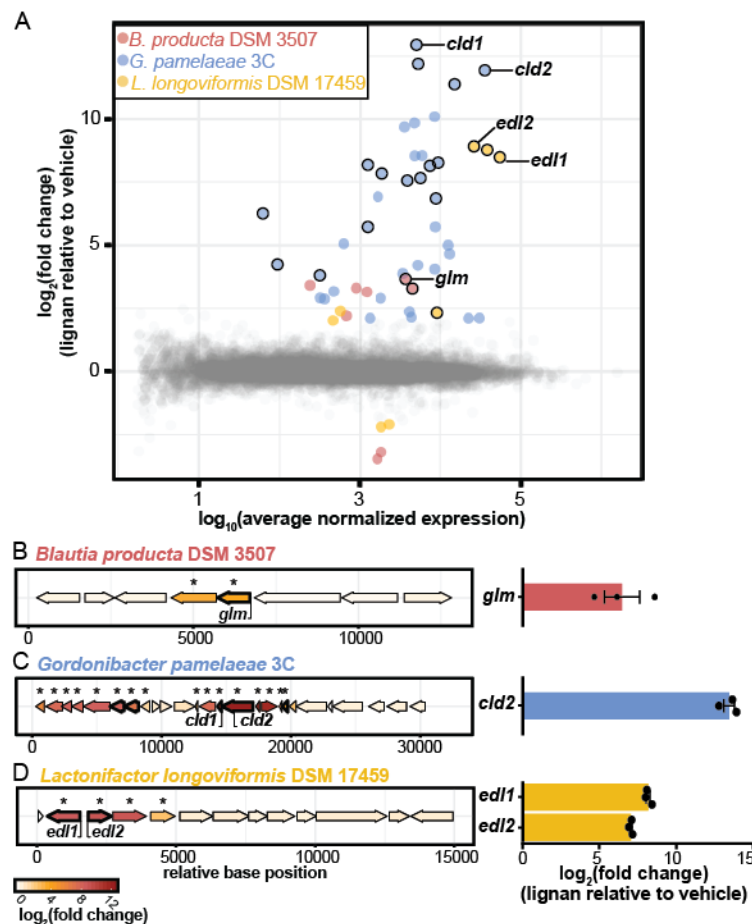 A
B. producta DSM 3507
G. pamelaeae 3C
L. longoviformis DSM 17459
cld1
cld2
edl2
edl1
glm
10
5
0
log2(fold change)
(lignan relative to vehicle)
1
3
5
log10(average normalized expression)
B Blautia producta DSM 3507
* *
glm
0
5000
10000
glm
C Gordonibacter pamelaeae 3C
* * * * * * * * * * * * * * * *
cld1
cld2
0
10000
20000
30000
cld2
D Lactonifactor longoviformis DSM 17459
* * * *
edl1
edl2
0
5000
10000
15000
relative base position
edl1
edl2
0
5
10
15
log2(fold change)
(lignan relative to vehicle)
0
4
8
12
log2(fold change)